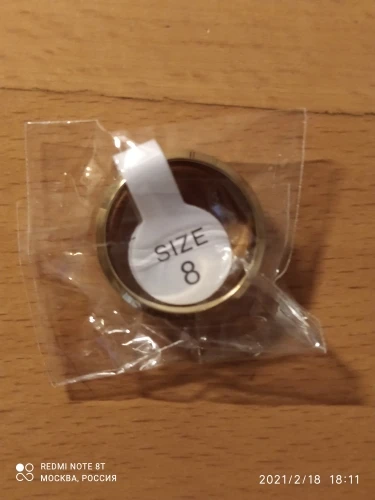 SIZE
8
REDMI NOTE 8T
МОСКВА, РОССИЯ
2021/2/18 18:11